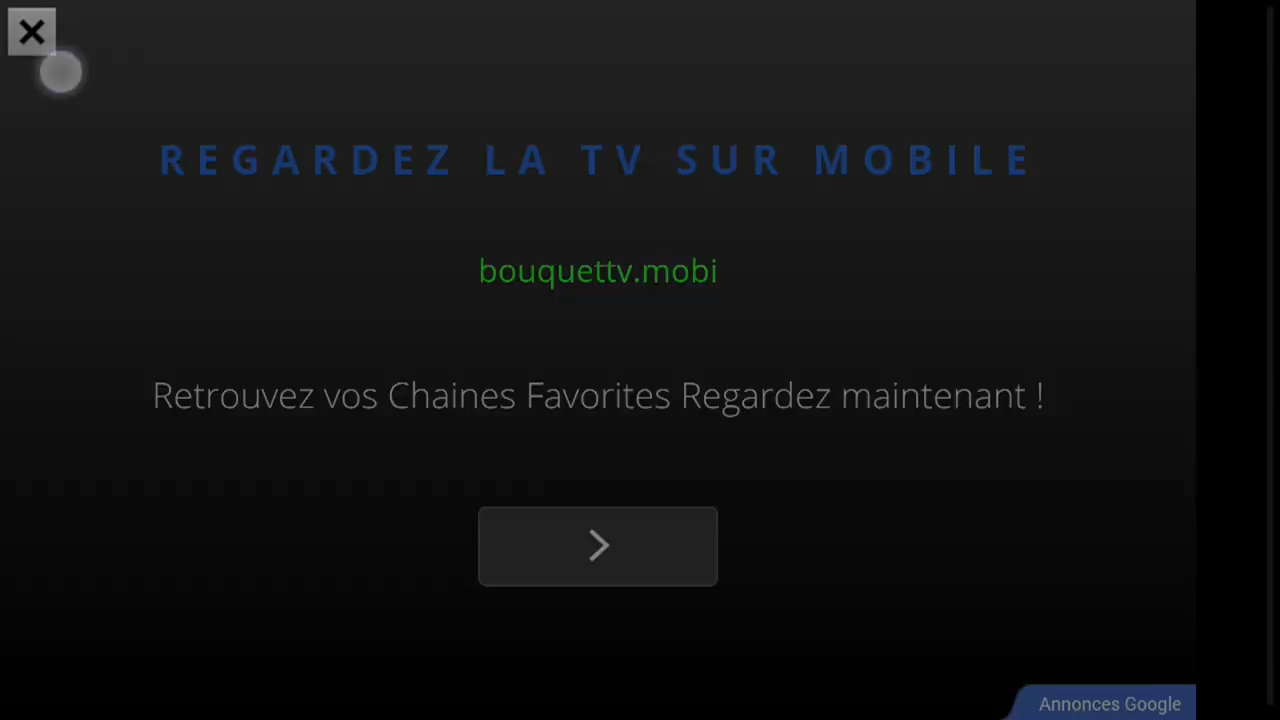 REGARDEZ LA TV SUR MOBILE
bouquettv.mobi
Retrouvez vos Chaines Favorites Regardez maintenant !
Annonces Google